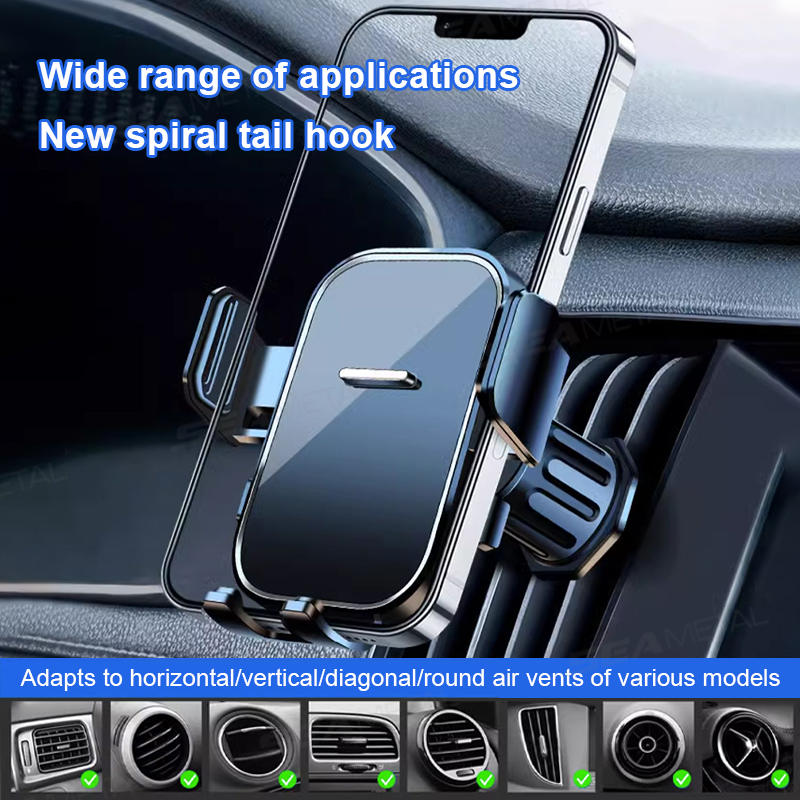 Wide range of applications
New spiral tail hook
Adapts to horizontal/vertical/diagonal/round air vents of various models